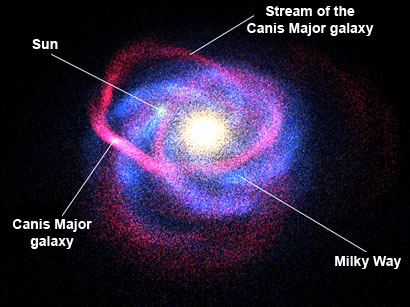 Stream of the
Canis Major galaxy
Sun
Canis Major
galaxy
Milky Way